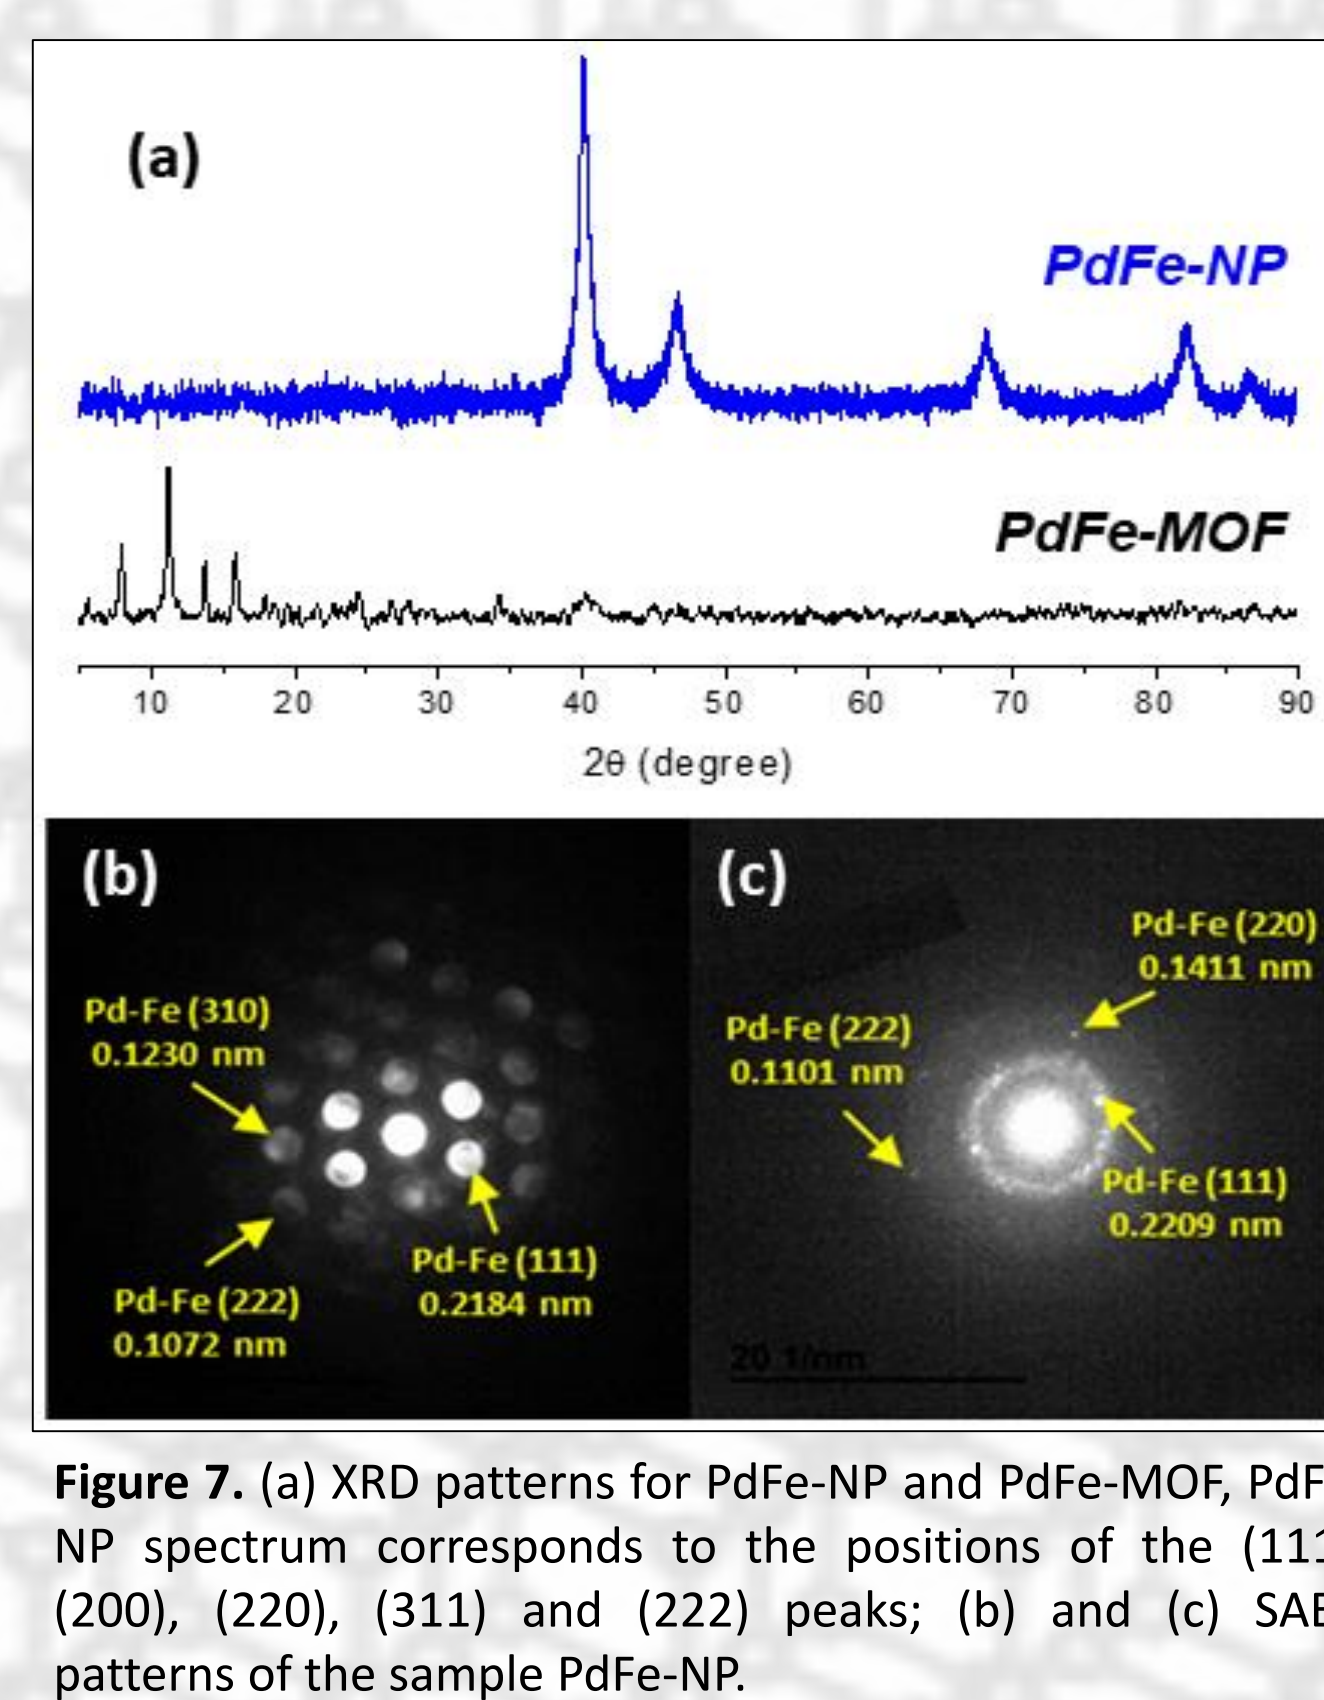 (a)
PdFe-NP
PdFe-MOF
10 20 30 40 50 60 70 80 90
2θ (degree)
(b)
Pd-Fe (310)
0.1230 nm
Pd-Fe (222)
0.1072 nm
Pd-Fe (111)
0.2184 nm
(c)
Pd-Fe (220)
0.1411 nm
Pd-Fe (222)
0.1101 nm
Pd-Fe (111)
0.2209 nm
20 1/nm
Figure 7. (a) XRD patterns for PdFe-NP and PdFe-MOF, PdF
NP spectrum corresponds to the positions of the (111
(200), (220), (311) and (222) peaks; (b) and (c) SAE
patterns of the sample PdFe-NP.